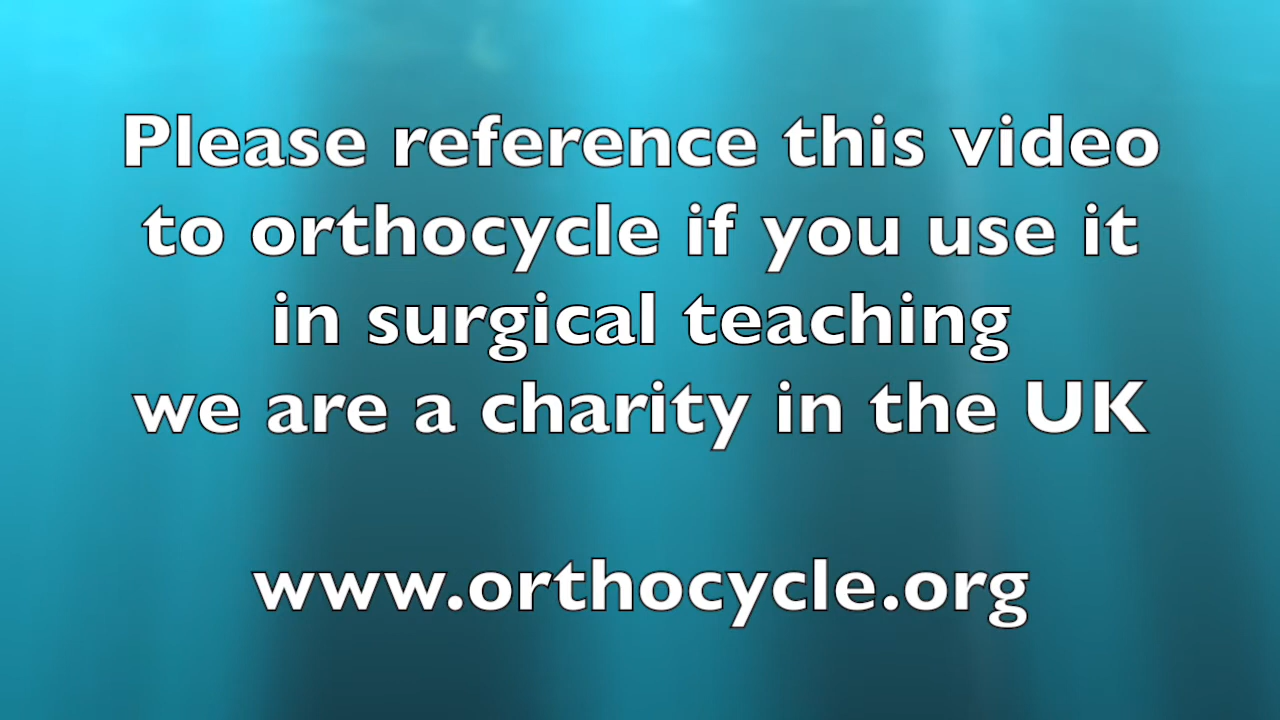 Please reference this video
to orthocycle if you use it
in surgical teaching
we are a charity in the UK
www.orthocycle.org